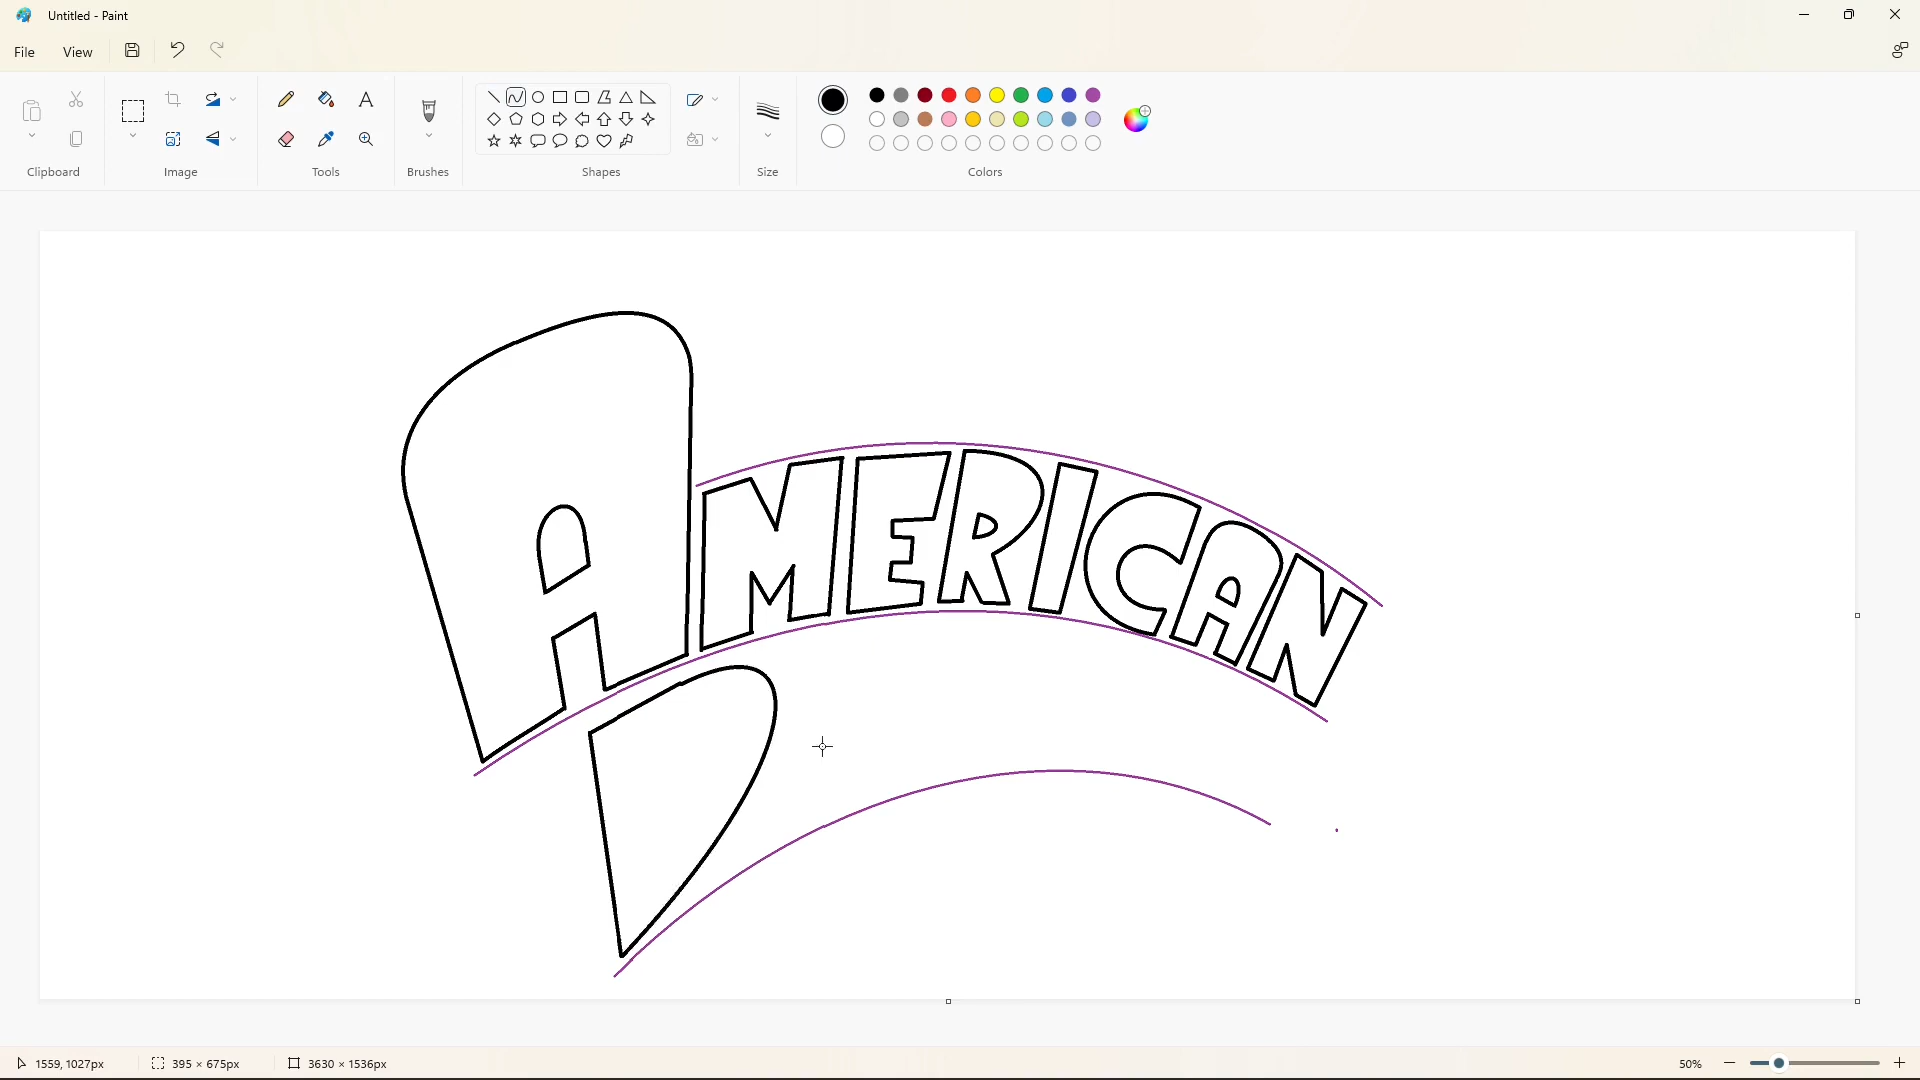 Untitled - Paint
File
View
Clipboard
Image
Tools
Brushes
Shapes
Size
Colors
AMERICAN
D
1559, 1027px
395 × 675px
3630 × 1536px
50%